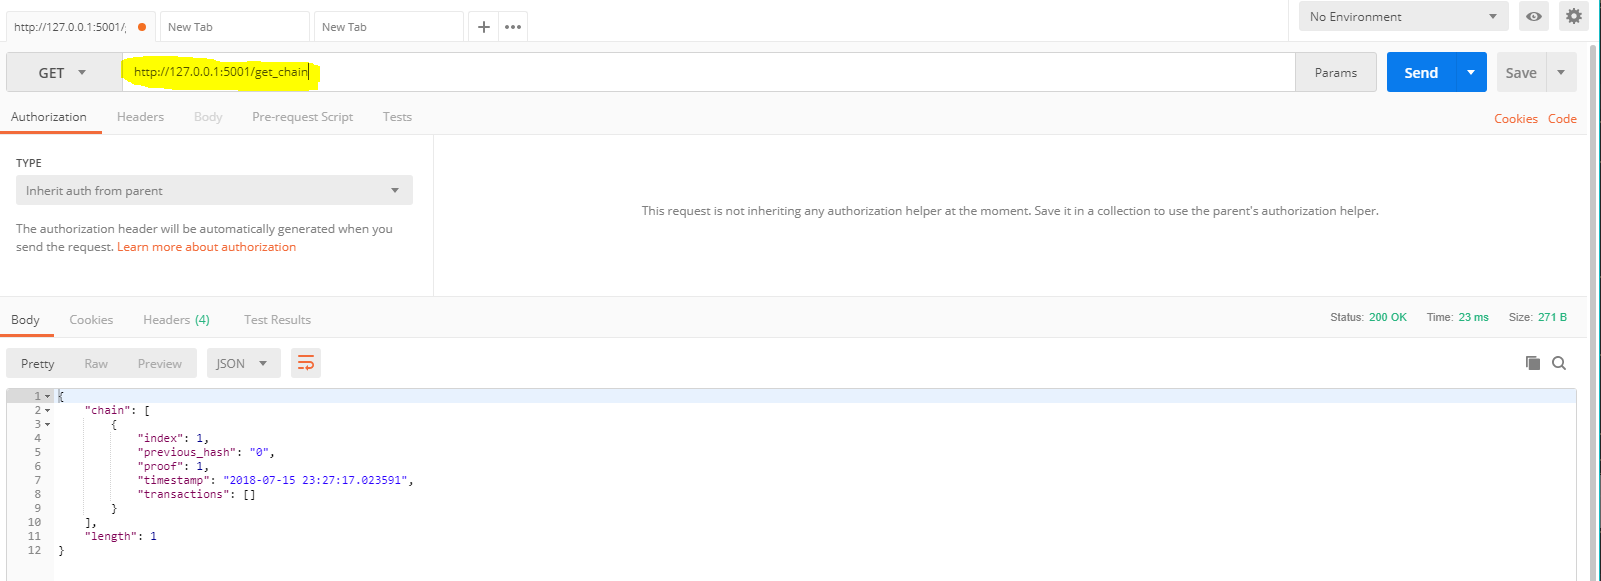 http://127.0.0.1:5001/
New Tab
New Tab
No Environment
GET
http://127.0.0.1:5001/get_chain
Params
Send
Save
Authorization
Headers
Body
Pre-request Script
Tests
Cookies
Code
TYPE
Inherit auth from parent
The authorization header will be automatically generated when you
send the request. Learn more about authorization
This request is not inheriting any authorization helper at the moment. Save it in a collection to use the parent's authorization helper.
Body
Cookies
Headers (4)
Test Results
Status: 200 OK
Time: 23 ms
Size: 271 B
Pretty
Raw
Preview
JSON
1 {
2 "chain": [
3 {
4 "index": 1,
5 "previous_hash": "0",
6 "proof": 1,
7 "timestamp": "2018-07-15 23:27:17.023591",
8 "transactions": []
9 }
10 ],
11 "length": 1
12 }